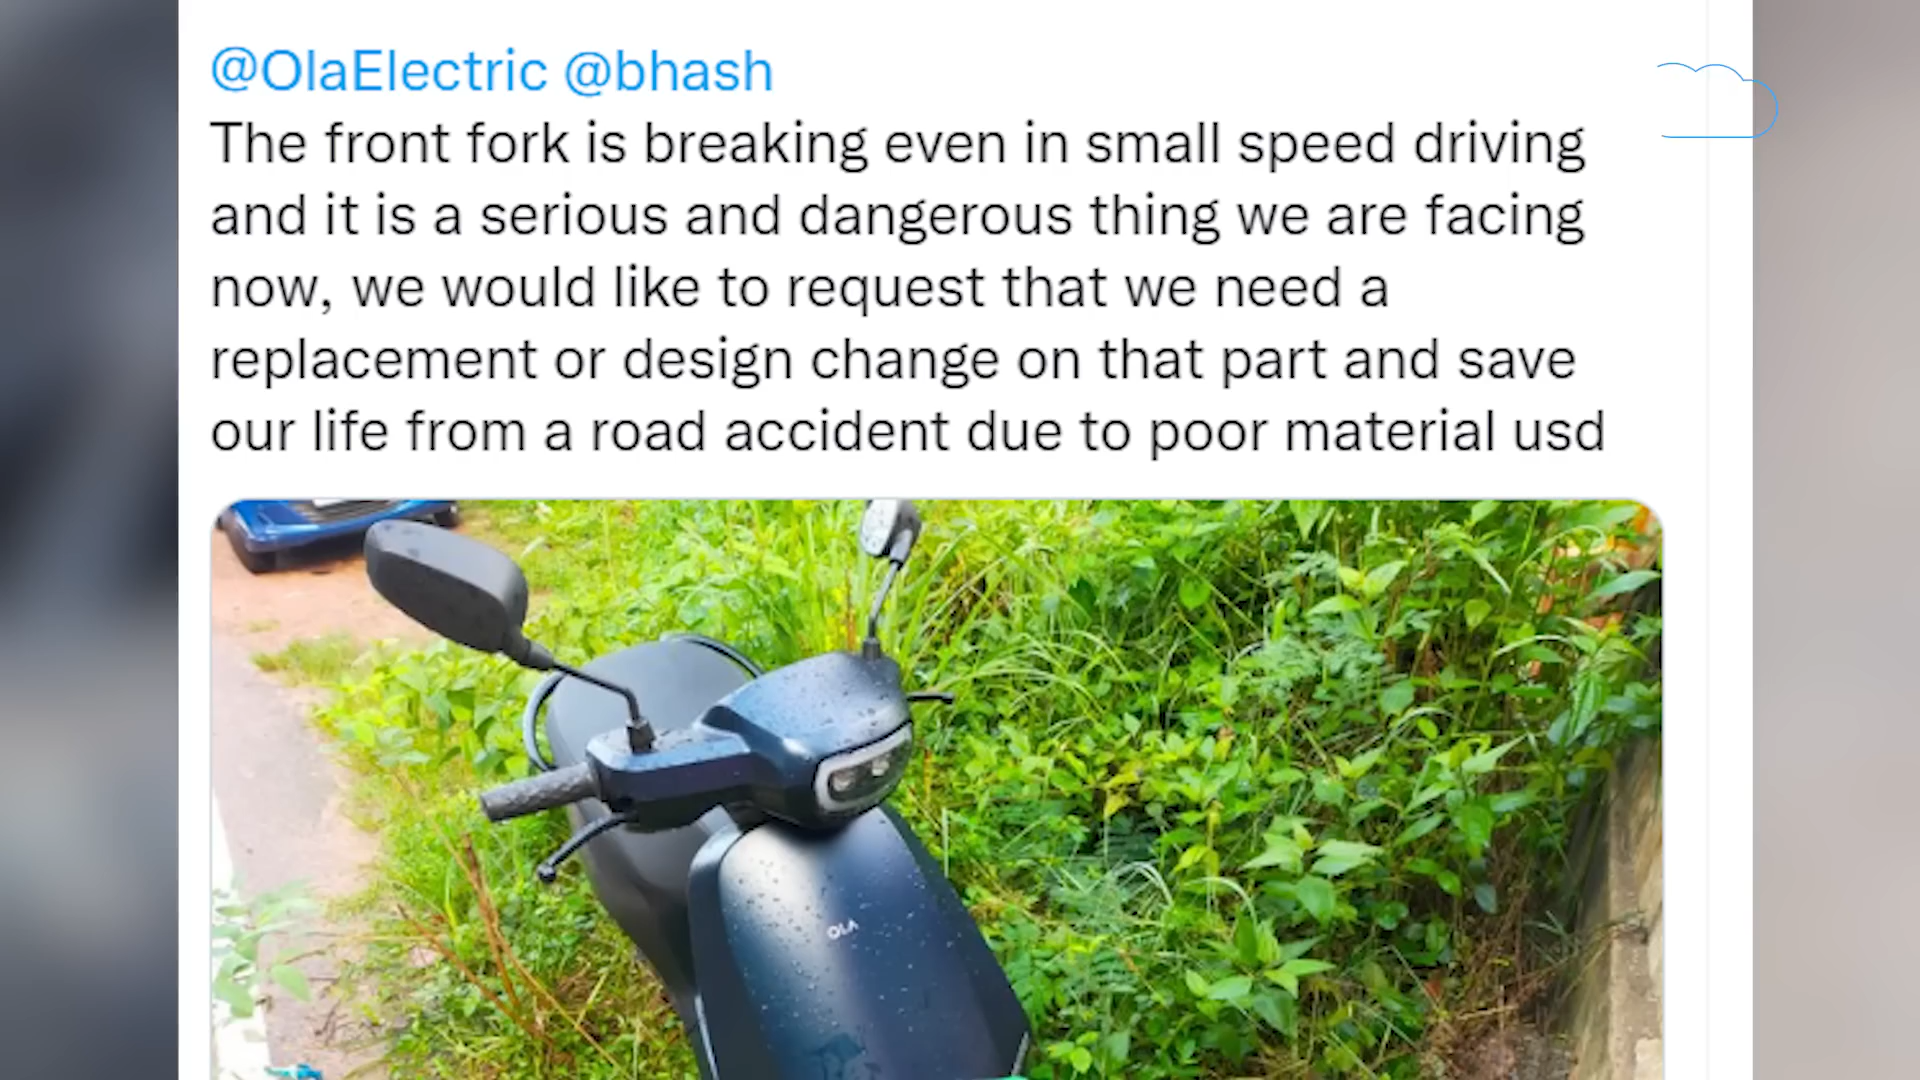 @OlaElectric @bhash
The front fork is breaking even in small speed driving
and it is a serious and dangerous thing we are facing
now, we would like to request that we need a
replacement or design change on that part and save
our life from a road accident due to poor material usd
OLA